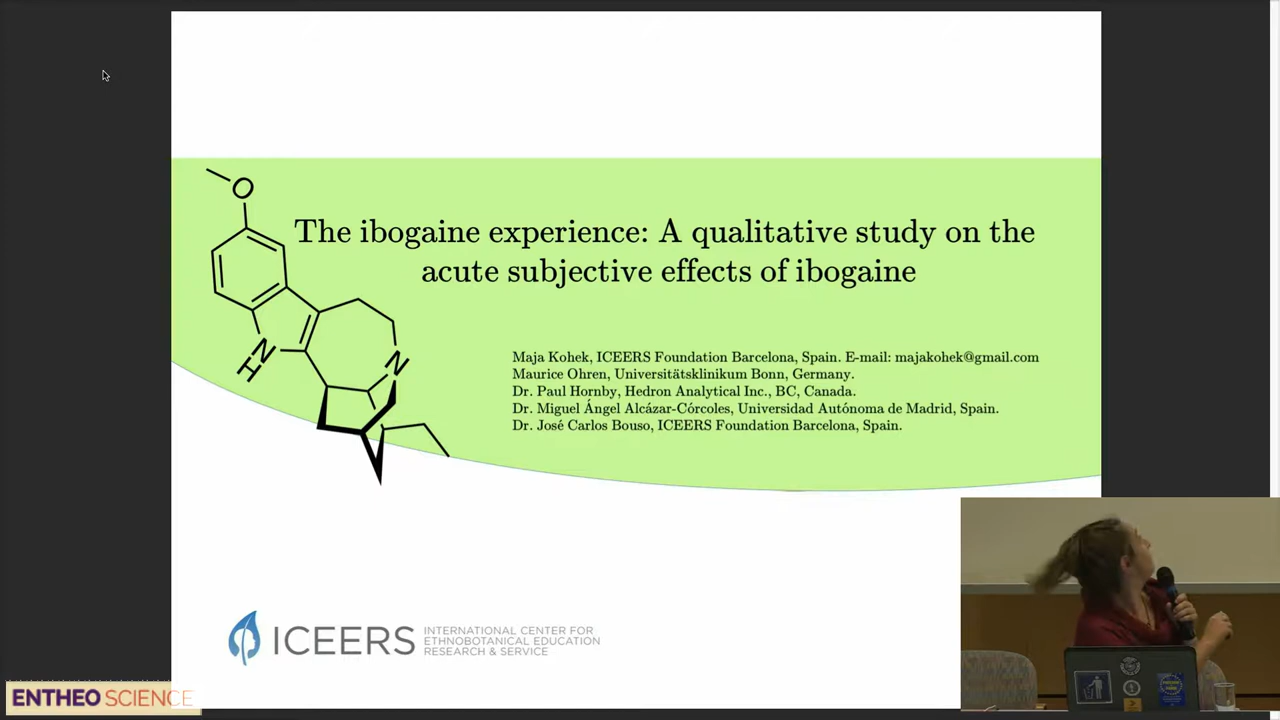 O
The ibogaine experience: A qualitative study on the
acute subjective effects of ibogaine
N
H
N
Maja Kohek, ICEERS Foundation Barcelona, Spain. E-mail: majakohek@gmail.com
Maurice Ohren, Universitätsklinikum Bonn, Germany.
Dr. Paul Hornby, Hedron Analytical Inc., BC, Canada.
Dr. Miguel Ángel Alcázar-Córcoles, Universidad Autónoma de Madrid, Spain.
Dr. José Carlos Bouso, ICEERS Foundation Barcelona, Spain.
ICEERS
INTERNATIONAL CENTER FOR
ETHNOBOTANICAL EDUCATION
RESEARCH & SERVICE
ENTHEO SCIENCE